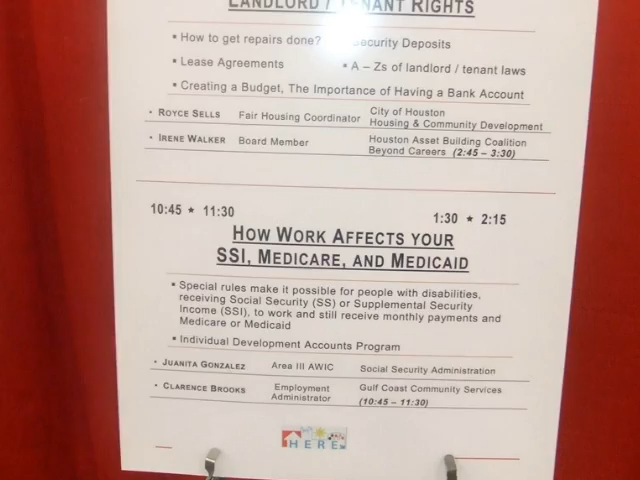 LANDLORD / TENANT RIGHTS
▪ How to get repairs done? Security Deposits
▪ Lease Agreements ▪ A – Zs of landlord / tenant laws
▪ Creating a Budget, The Importance of Having a Bank Account
• ROYCE SELLS Fair Housing Coordinator City of Houston
Housing & Community Development
• IRENE WALKER Board Member Houston Asset Building Coalition
Beyond Careers (2:45 – 3:30)
10:45 ★ 11:30 1:30 ★ 2:15
HOW WORK AFFECTS YOUR
SSI, MEDICARE, AND MEDICAID
▪ Special rules make it possible for people with disabilities,
receiving Social Security (SS) or Supplemental Security
Income (SSI), to work and still receive monthly payments and
Medicare or Medicaid
▪ Individual Development Accounts Program
• JUANITA GONZALEZ Area III AWIC Social Security Administration
• CLARENCE BROOKS Employment Gulf Coast Community Services
Administrator (10:45 – 11:30)
HERE